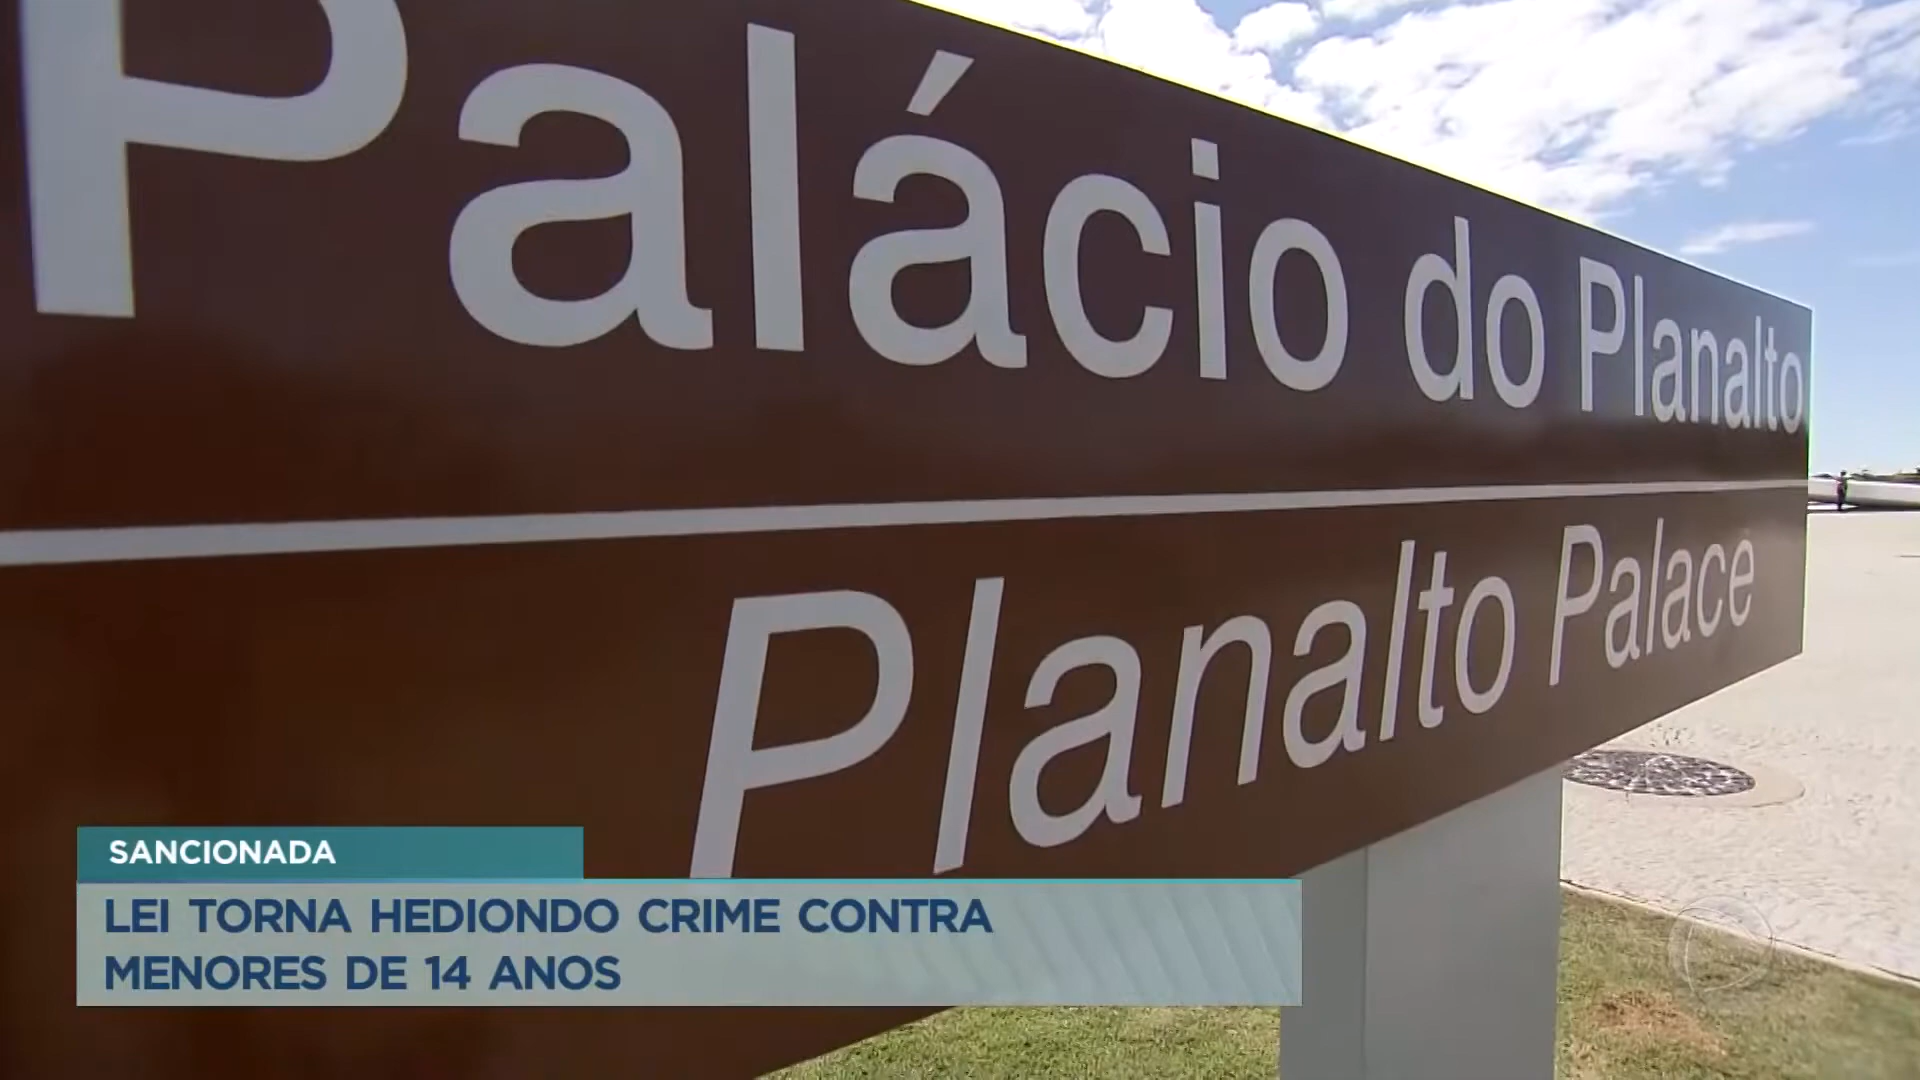 Palácio do Planalto
Planalto Palace
SANCIONADA
LEI TORNA HEDIONDO CRIME CONTRA
MENORES DE 14 ANOS